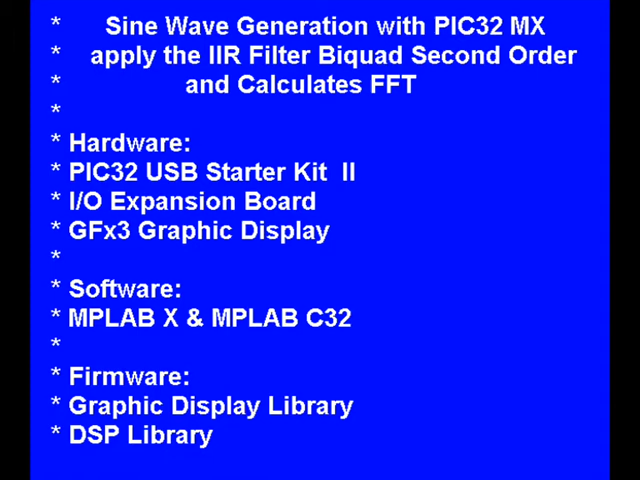 * Sine Wave Generation with PIC32 MX
* apply the IIR Filter Biquad Second Order
* and Calculates FFT
*
* Hardware:
* PIC32 USB Starter Kit II
* I/O Expansion Board
* GFx3 Graphic Display
*
* Software:
* MPLAB X & MPLAB C32
*
* Firmware:
* Graphic Display Library
* DSP Library